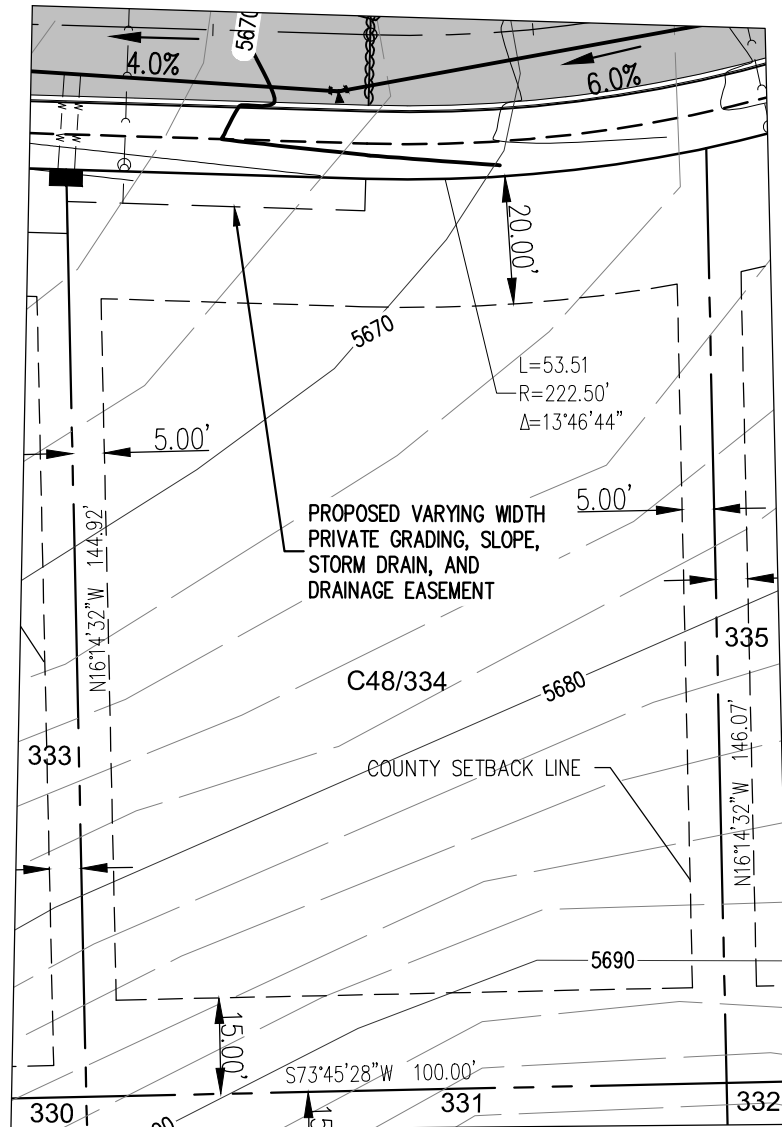 5670
4.0%
6.0%
20.00'
5670
L=53.51
R=222.50'
Δ=13°46'44"
5.00'
5.00'
N16°14'32"W 144.92'
PROPOSED VARYING WIDTH
PRIVATE GRADING, SLOPE,
STORM DRAIN, AND
DRAINAGE EASEMENT
335
C48/334
5680
333
COUNTY SETBACK LINE
N16°14'32"W 146.07'
5690
15.00'
S73°45'28"W 100.00'
330
331
332
15